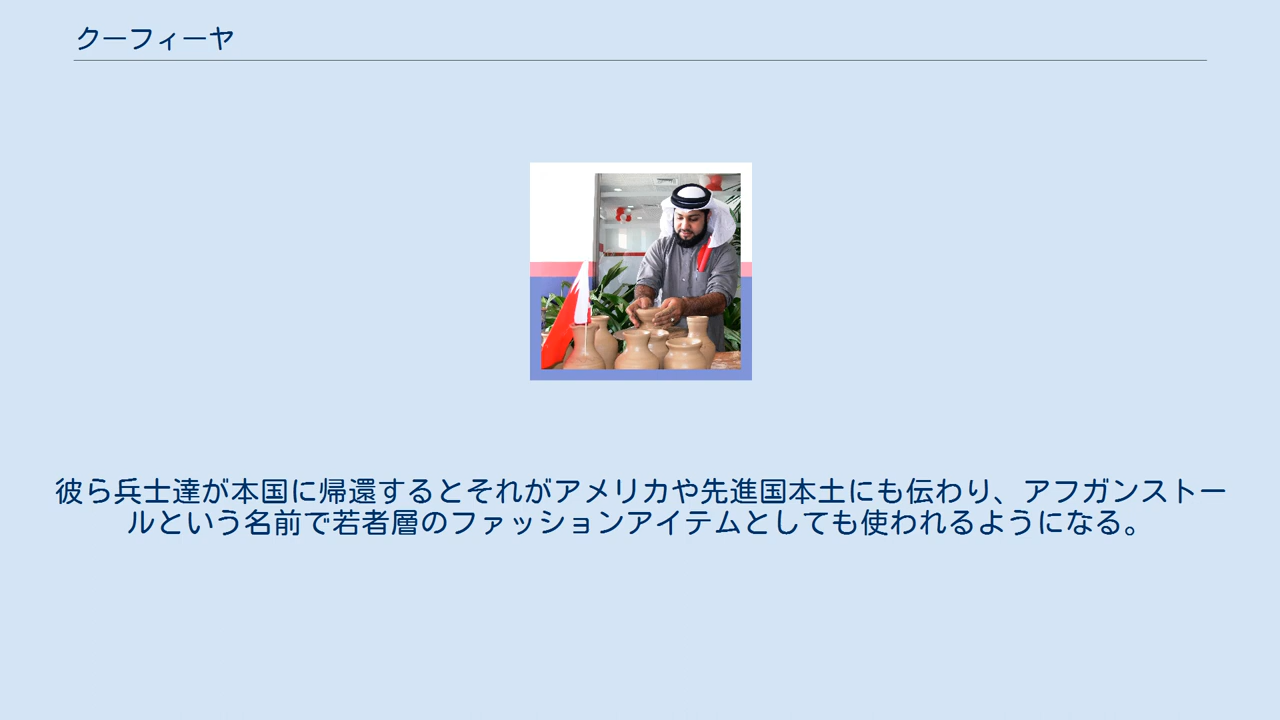 クーフィーヤ
彼ら兵士達が本国に帰還するとそれがアメリカや先進国本土にも伝わり、アフガンストー
ルという名前で若者層のファッションアイテムとしても使われるようになる。